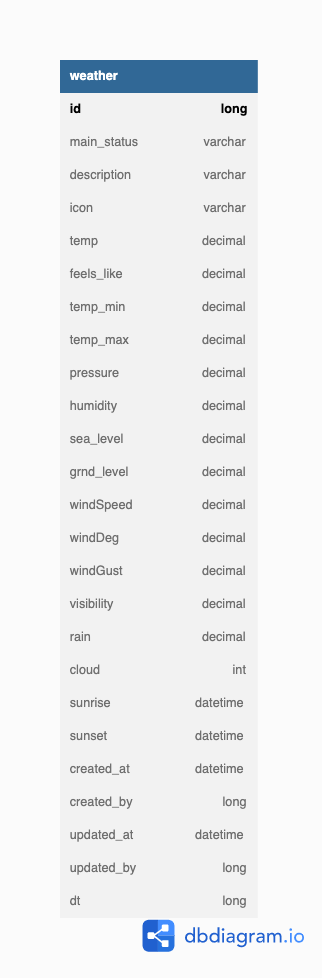 weather
id long
main_status varchar
description varchar
icon varchar
temp decimal
feels_like decimal
temp_min decimal
temp_max decimal
pressure decimal
humidity decimal
sea_level decimal
grnd_level decimal
windSpeed decimal
windDeg decimal
windGust decimal
visibility decimal
rain decimal
cloud int
sunrise datetime
sunset datetime
created_at datetime
created_by long
updated_at datetime
updated_by long
dt long
dbdiagram.io